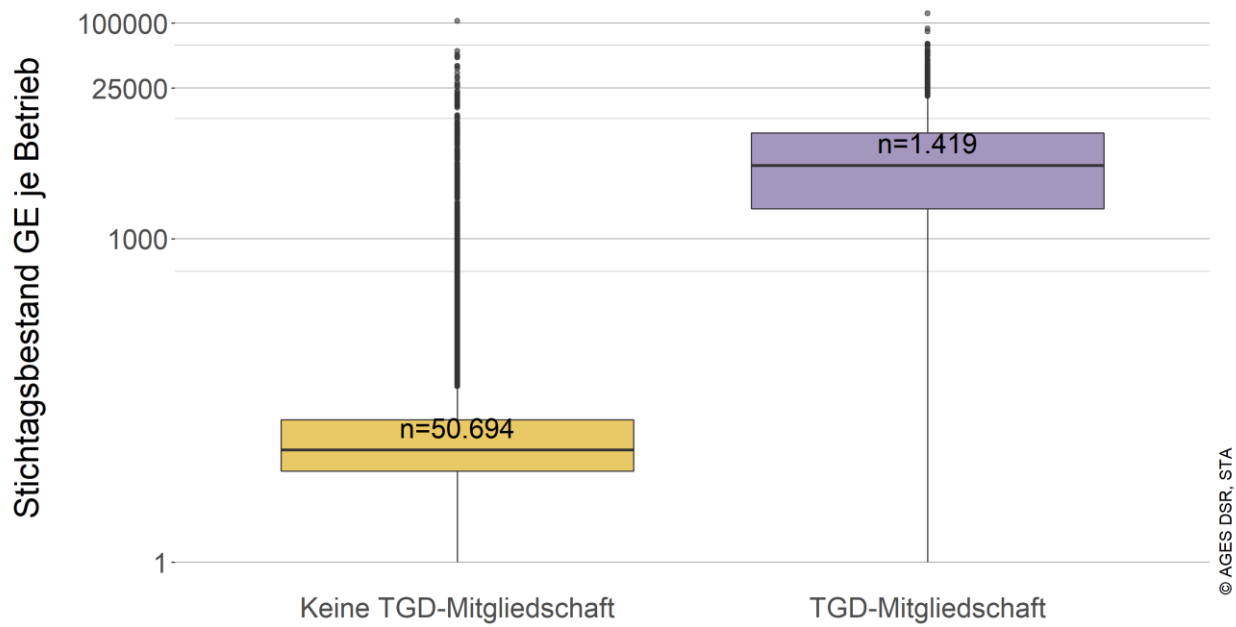 Stichtagsbestand GE je Betrieb
100000
25000
1000
1
n=1.419
n=50.694
Keine TGD-Mitgliedschaft
TGD-Mitgliedschaft
© AGES DSR, STA